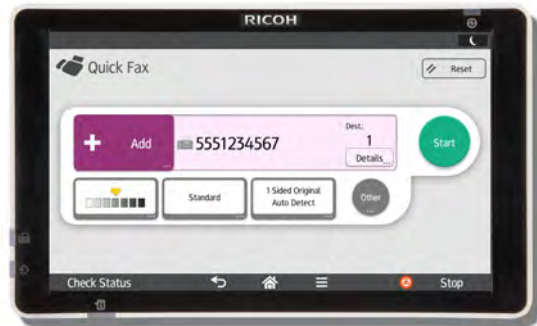 RICOH
Quick Fax
Reset
Dest.
+ Add
5551234567
1
Details
Start
Standard
1 Sided Original
Auto Detect
Other
Check Status
Stop